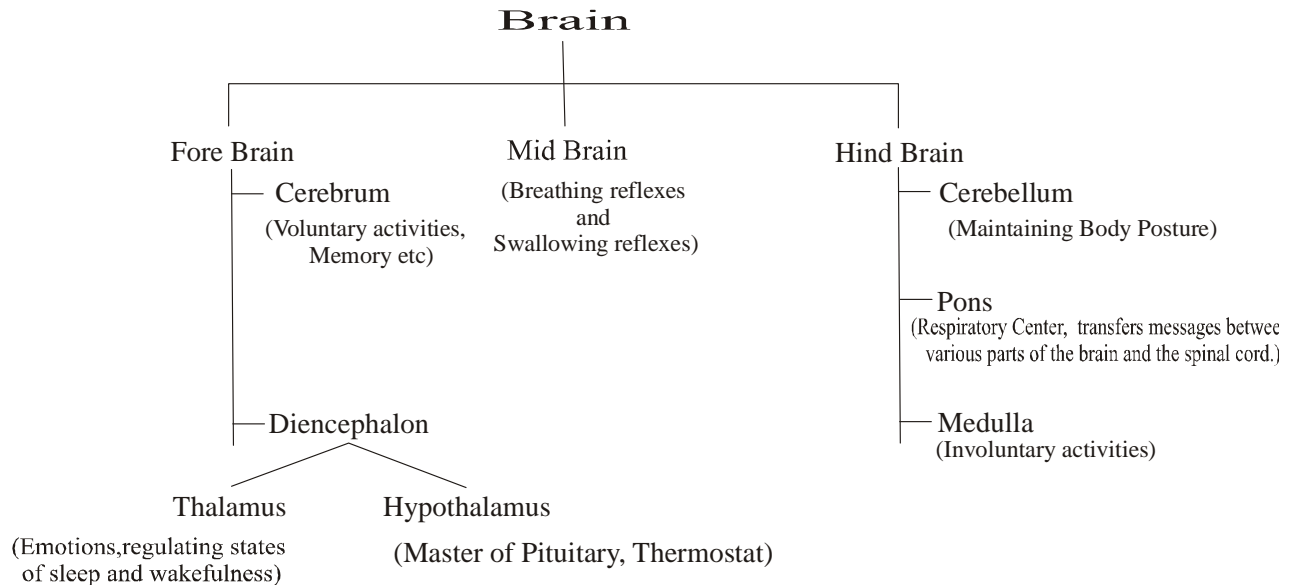 Brain
Fore Brain
Cerebrum
(Voluntary activities,
Memory etc)
Diencephalon
Thalamus
(Emotions,regulating states
of sleep and wakefulness)
Hypothalamus
(Master of Pituitary, Thermostat)
Mid Brain
(Breathing reflexes
and
Swallowing reflexes)
Hind Brain
Cerebellum
(Maintaining Body Posture)
Pons
(Respiratory Center, transfers messages betwee
various parts of the brain and the spinal cord.)
Medulla
(Involuntary activities)